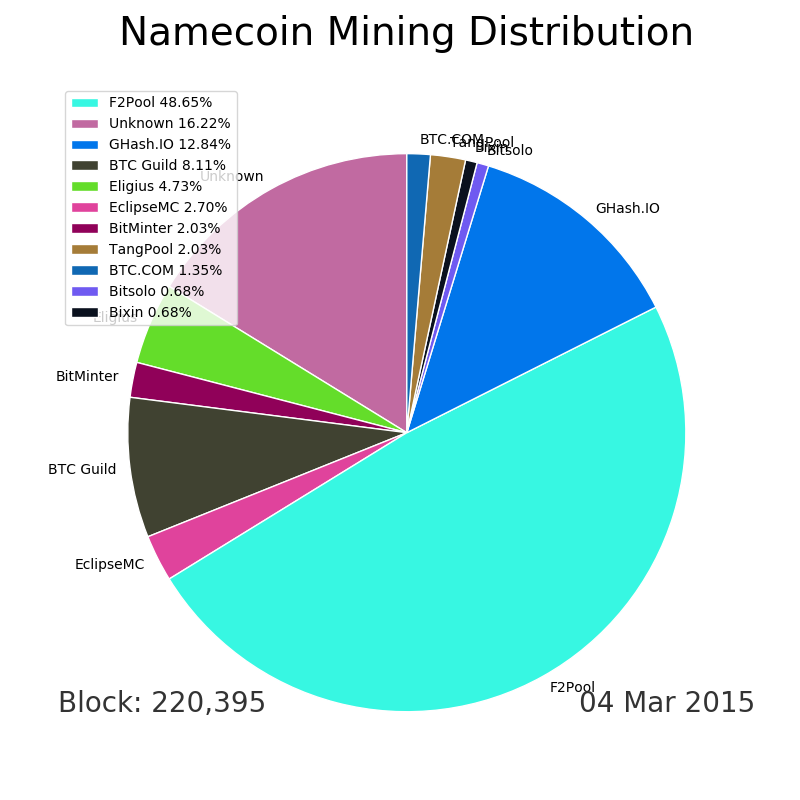 Namecoin Mining Distribution
F2Pool 48.65%
Unknown 16.22%
GHash.IO 12.84%
BTC Guild 8.11%
Eligius 4.73%
EclipseMC 2.70%
BitMinter 2.03%
TangPool 2.03%
BTC.COM 1.35%
Bitsolo 0.68%
Bixin 0.68%
BTC.COM
TangPool
Bixin
Bitsolo
Unknown
GHash.IO
Eligius
BitMinter
BTC Guild
EclipseMC
F2Pool
Block: 220,395
04 Mar 2015